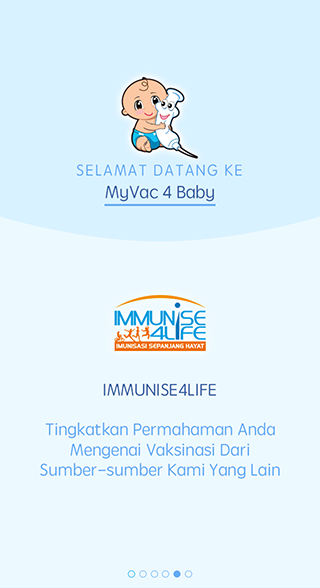 SELAMAT DATANG KE
MyVac 4 Baby
IMMUNiSE
4LiFE
IMUNISASI SEPANJANG HAYAT
IMMUNISE4LIFE
Tingkatkan Permahaman Anda
Mengenai Vaksinasi Dari
Sumber-sumber Kami Yang Lain